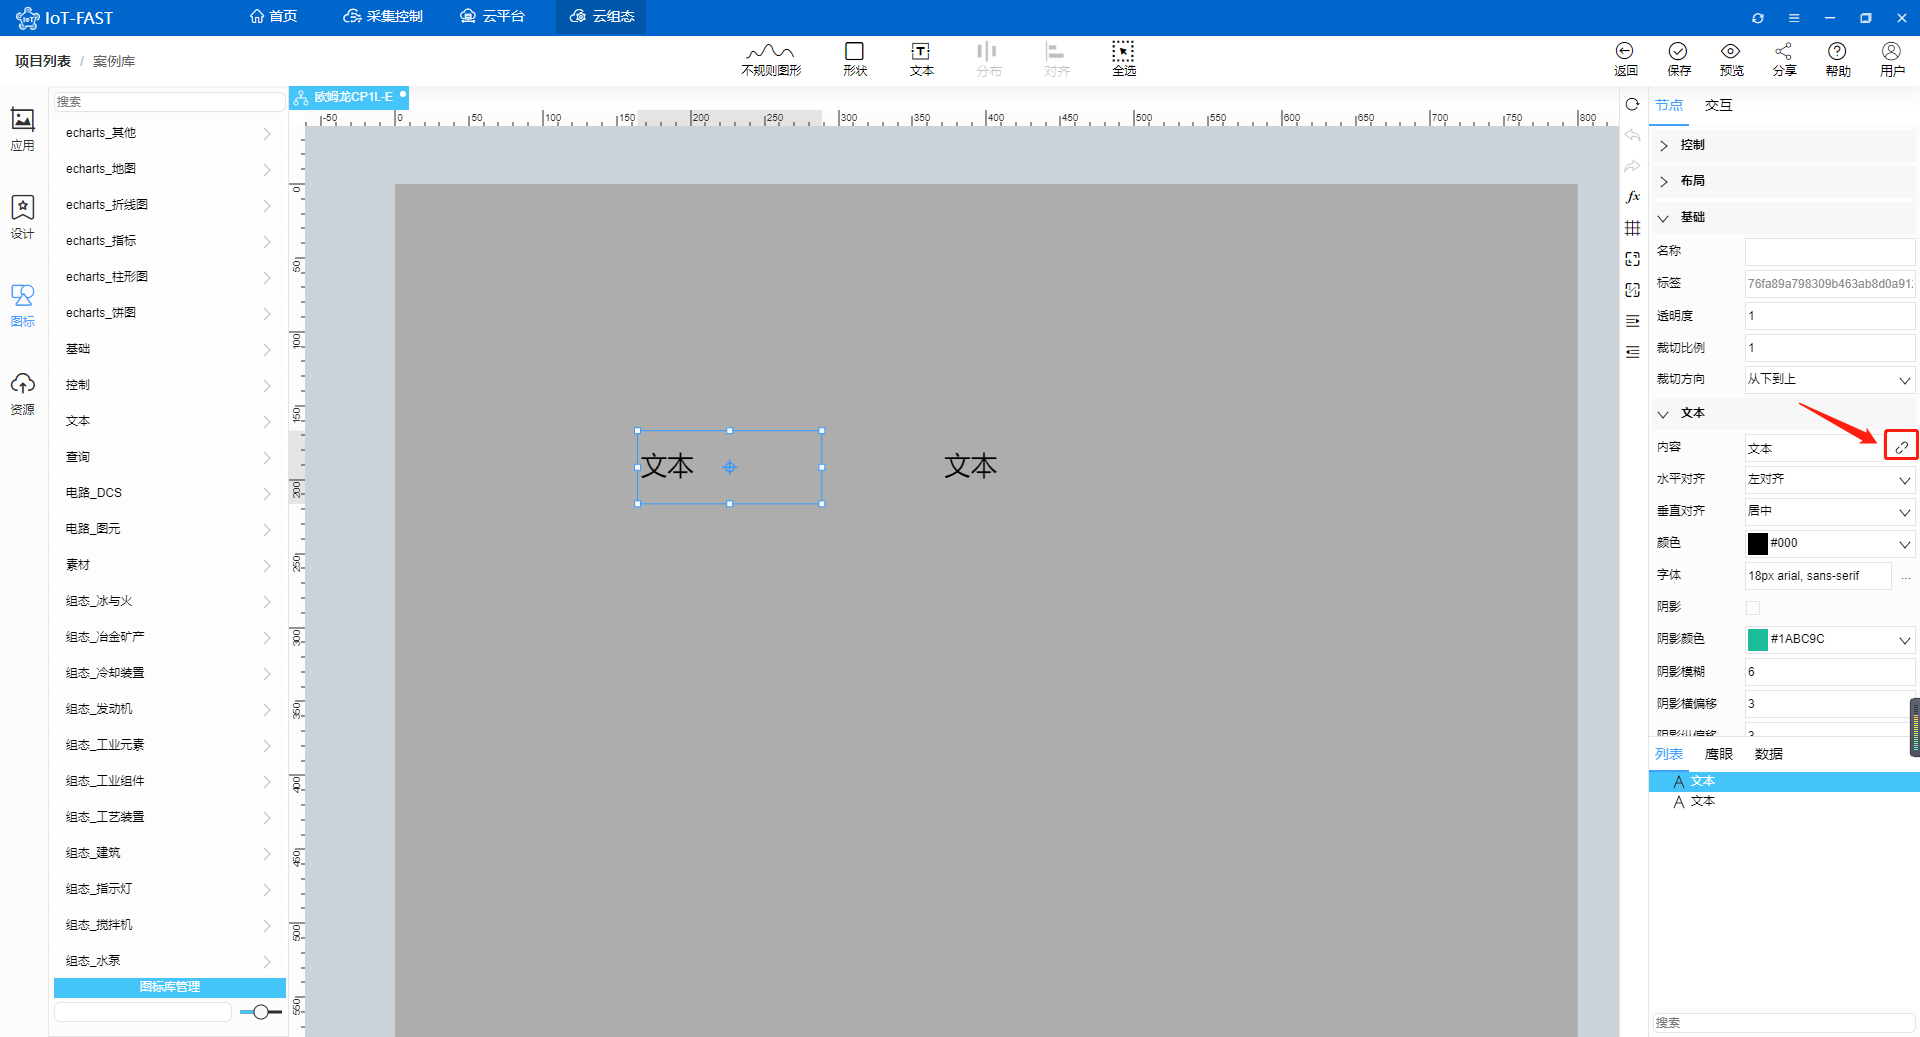 IoT-FAST
首页
采集控制
云平台
云组态
项目列表 / 案例库
不规则图形
形状
文本
分布
对齐
全选
返回
保存
预览
分享
帮助
用户
应用
设计
图标
资源
搜索
echarts_其他
echarts_地图
echarts_折线图
echarts_指标
echarts_柱形图
echarts_饼图
基础
控制
文本
查询
电路_DCS
电路_图元
素材
组态_冰与火
组态_冶金矿产
组态_冷却装置
组态_发动机
组态_工业元素
组态_工业组件
组态_工艺装置
组态_建筑
组态_指示灯
组态_搅拌机
组态_水泵
图标库管理
欧姆龙CP1L-E
-50 0 50 100 150 200 250 300 350 400 450 500 550 600 650 700 750 800
0
50
100
150
200
250
300
350
400
450
500
550
文本 文本
fx
节点 交互
控制
布局
基础
名称
标签 76fa89a798309b463ab8d0a91
透明度 1
裁切比例 1
裁切方向 从下到上
文本
内容 文本
水平对齐 左对齐
垂直对齐 居中
颜色 #000
字体 18px arial, sans-serif ...
阴影
阴影颜色 #1ABC9C
阴影模糊 6
阴影横偏移 3
阴影纵偏移 3
列表 鹰眼 数据
文本
文本
搜索